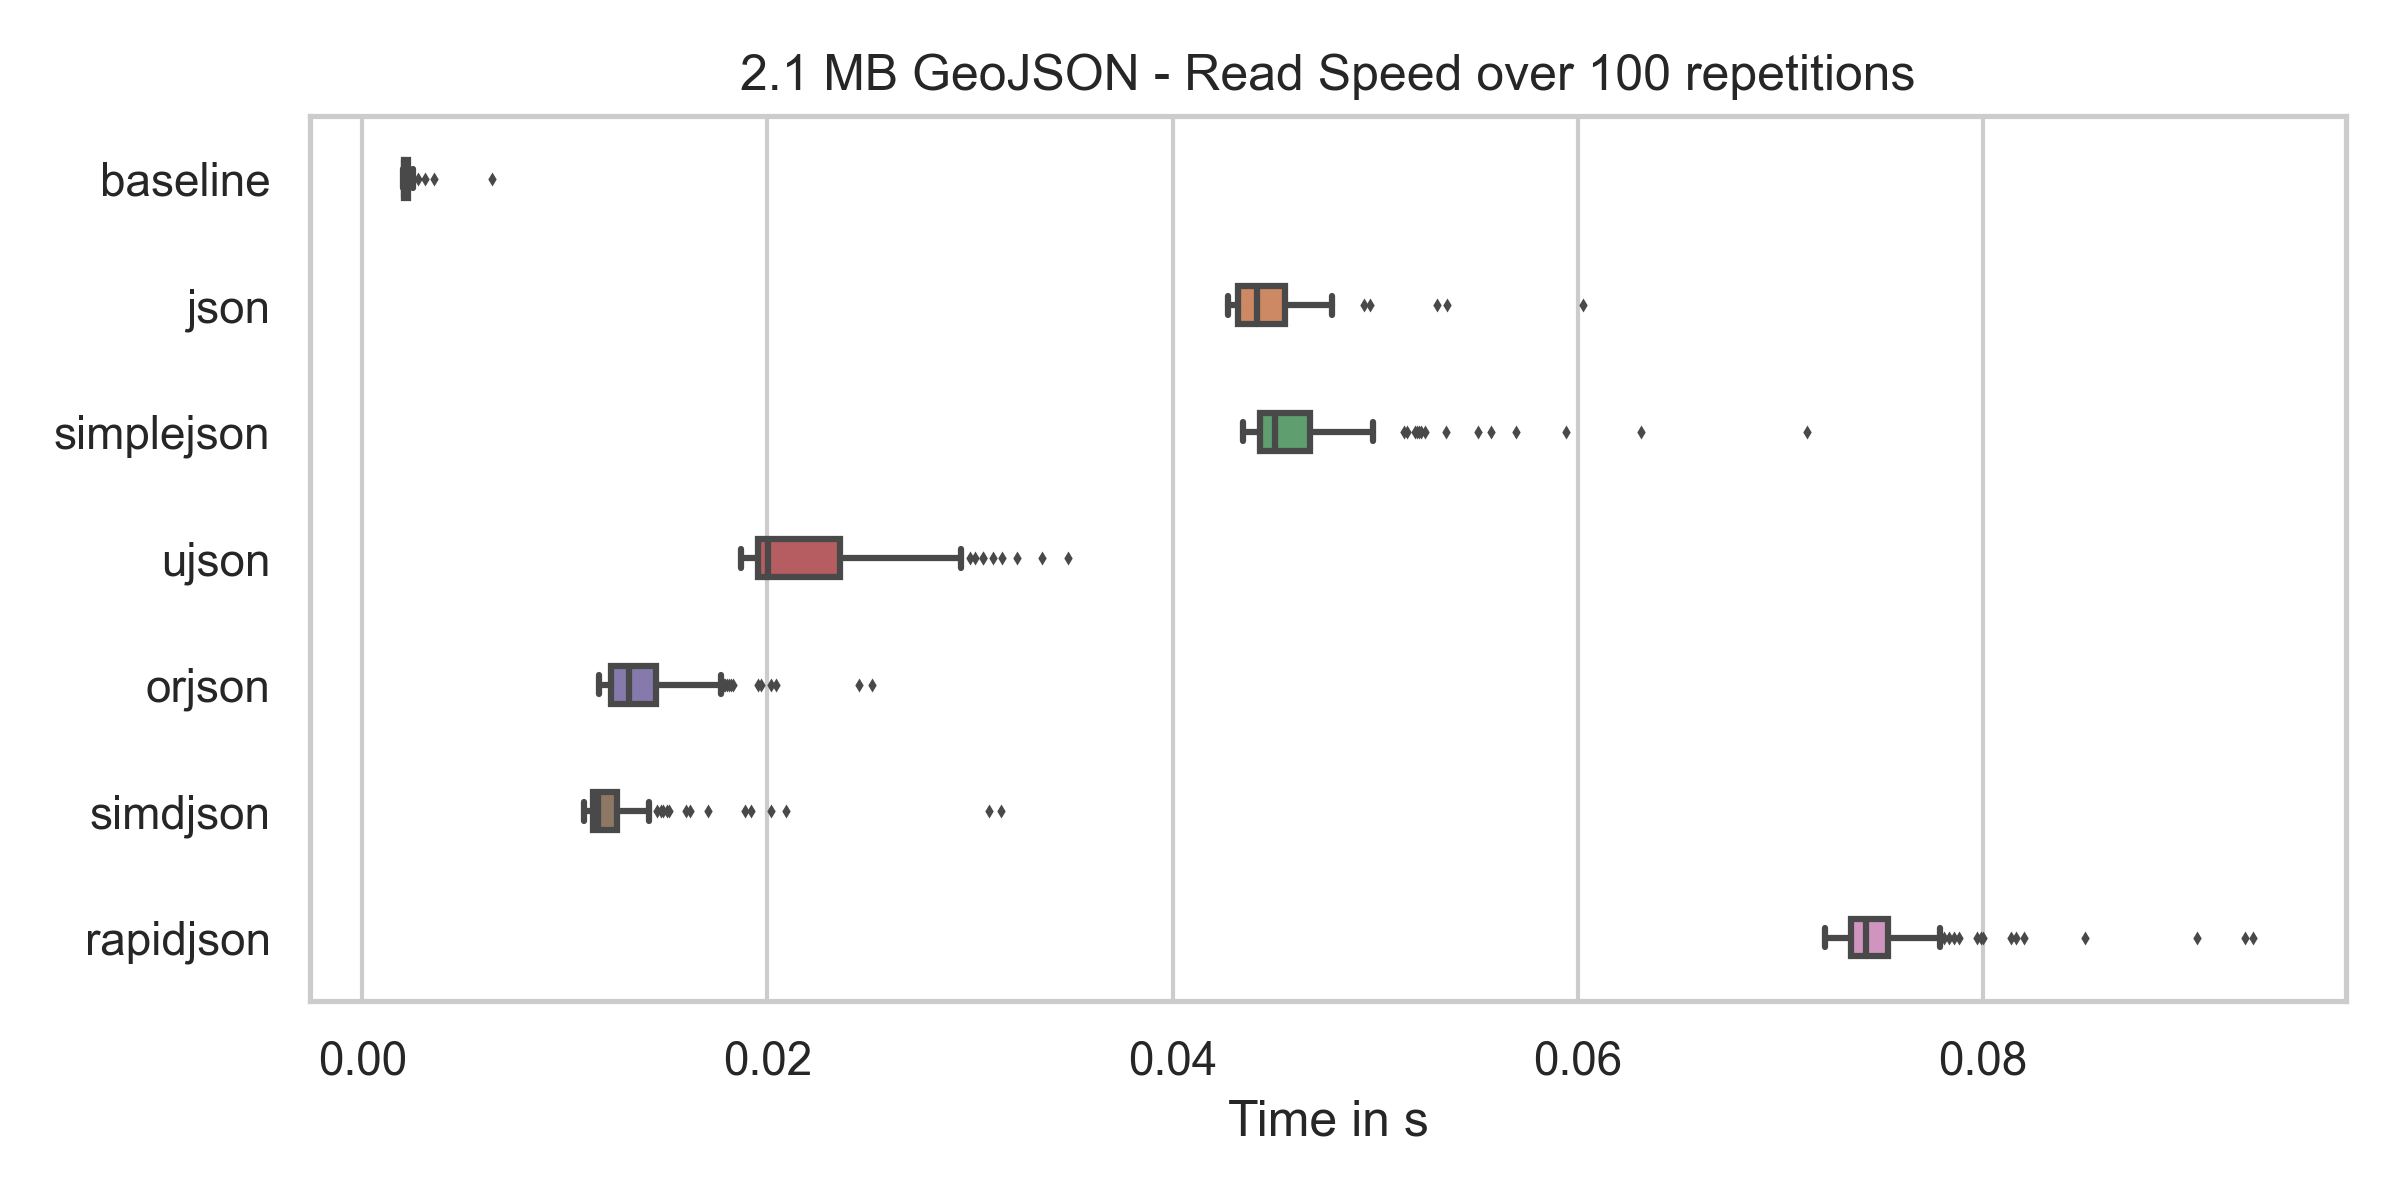 2.1 MB GeoJSON - Read Speed over 100 repetitions
baseline
json
simplejson
ujson
orjson
simdjson
rapidjson
0.00 0.02 0.04 0.06 0.08
Time in s